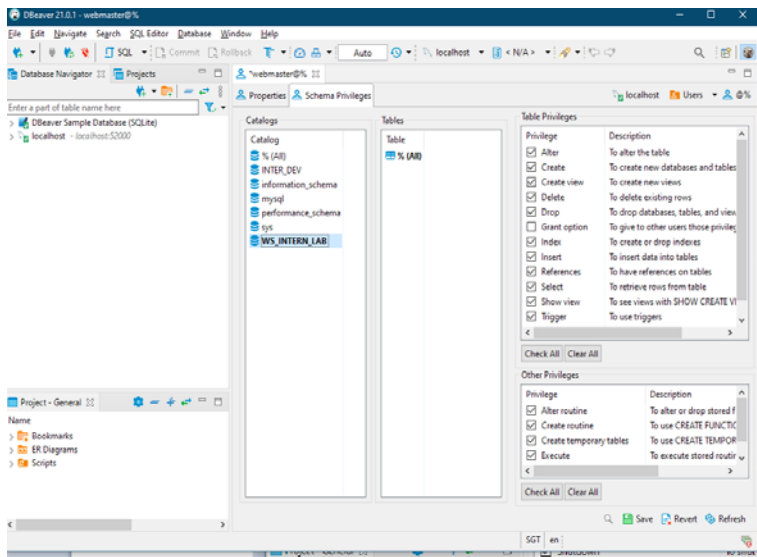 DBeaver 21.0.1 - webmaster@%
File Edit Navigate Search SQL Editor Database Window Help
SQL Commit Rollback T Auto localhost < N/A >
Database Navigator Projects
Enter a part of table name here
DBeaver Sample Database (SQLite)
localhost - localhost:52000
*webmaster@%
Properties Schema Privileges localhost Users @%
Catalogs
Catalog
% (All)
INTER_DEV
information_schema
mysql
performance_schema
sys
WS_INTERN_LAB
Tables
Table
% (All)
Table Privileges
Privilege Description
Alter To alter the table
Create To create new databases and tables
Create view To create new views
Delete To delete existing rows
Drop To drop databases, tables, and view
Grant option To give to other users those privileg
Index To create or drop indexes
Insert To insert data into tables
References To have references on tables
Select To retrieve rows from table
Show view To see views with SHOW CREATE VI
Trigger To use triggers
Check All Clear All
Other Privileges
Privilege Description
Alter routine To alter or drop stored f
Create routine To use CREATE FUNCTIC
Create temporary tables To use CREATE TEMPOR
Execute To execute stored routir
Check All Clear All
Project - General
Name
Bookmarks
ER Diagrams
Scripts
Save Revert Refresh
SGT en